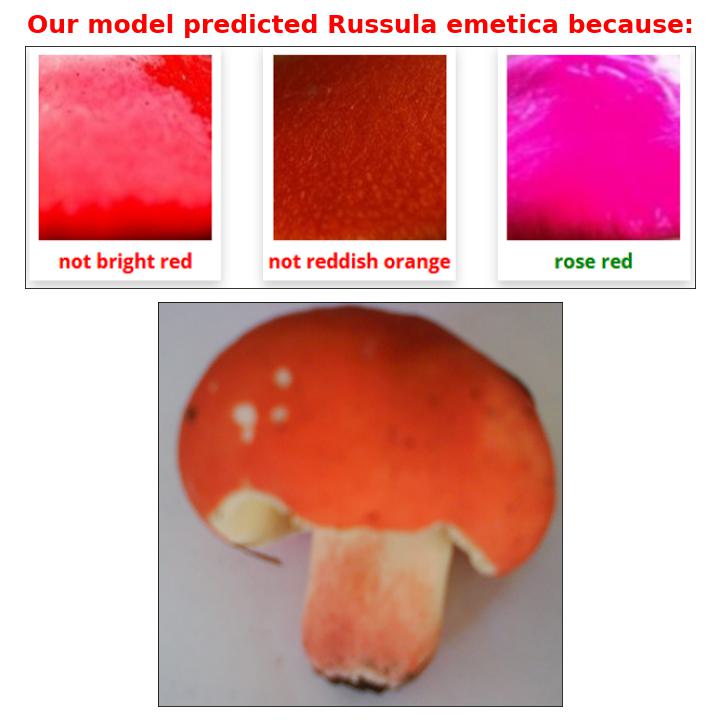 Our model predicted Russula emetica because:
not bright red
not reddish orange
rose red